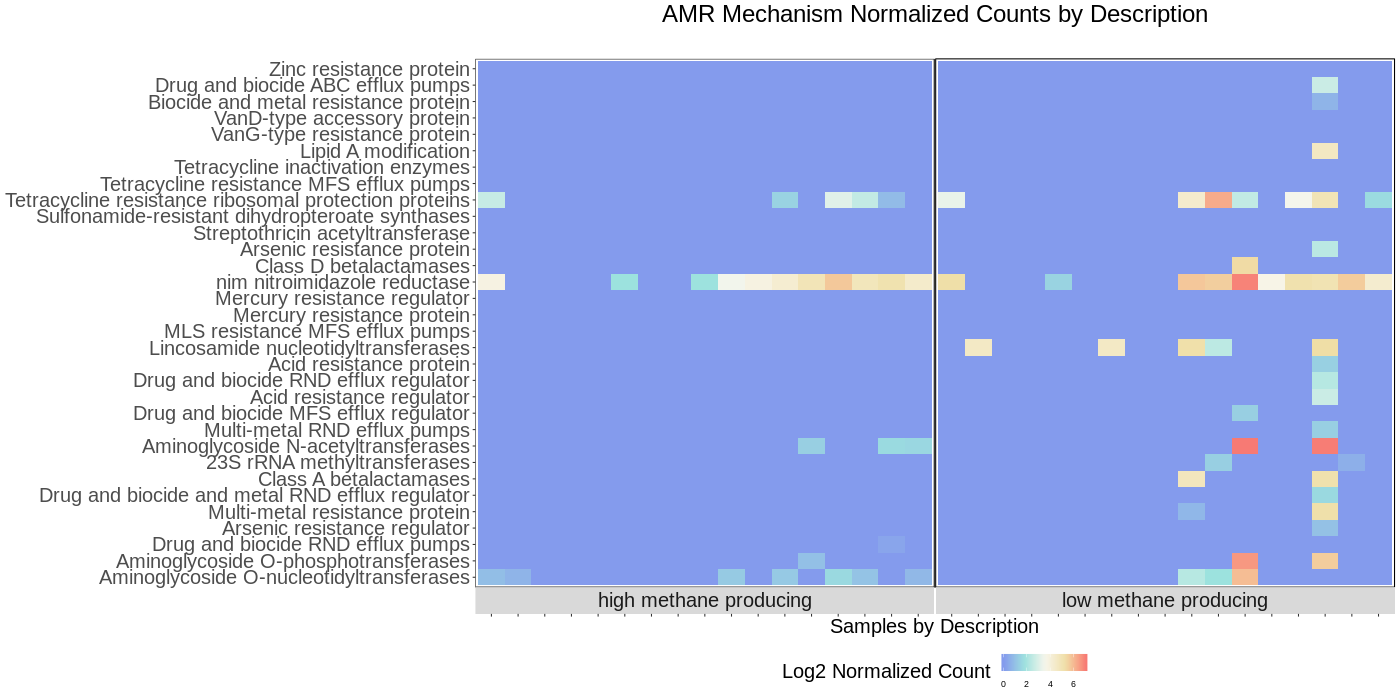 AMR Mechanism Normalized Counts by Description
Zinc resistance protein
Drug and biocide ABC efflux pumps
Biocide and metal resistance protein
VanD-type accessory protein
VanG-type resistance protein
Lipid A modification
Tetracycline inactivation enzymes
Tetracycline resistance MFS efflux pumps
Tetracycline resistance ribosomal protection proteins
Sulfonamide-resistant dihydropteroate synthases
Streptothricin acetyltransferase
Arsenic resistance protein
Class D betalactamases
nim nitroimidazole reductase
Mercury resistance regulator
Mercury resistance protein
MLS resistance MFS efflux pumps
Lincosamide nucleotidyltransferases
Acid resistance protein
Drug and biocide RND efflux regulator
Acid resistance regulator
Drug and biocide MFS efflux regulator
Multi-metal RND efflux pumps
Aminoglycoside N-acetyltransferases
23S rRNA methyltransferases
Class A betalactamases
Drug and biocide and metal RND efflux regulator
Multi-metal resistance protein
Arsenic resistance regulator
Drug and biocide RND efflux pumps
Aminoglycoside O-phosphotransferases
Aminoglycoside O-nucleotidyltransferases
high methane producing low methane producing
Samples by Description
Log2 Normalized Count
0 2 4 6